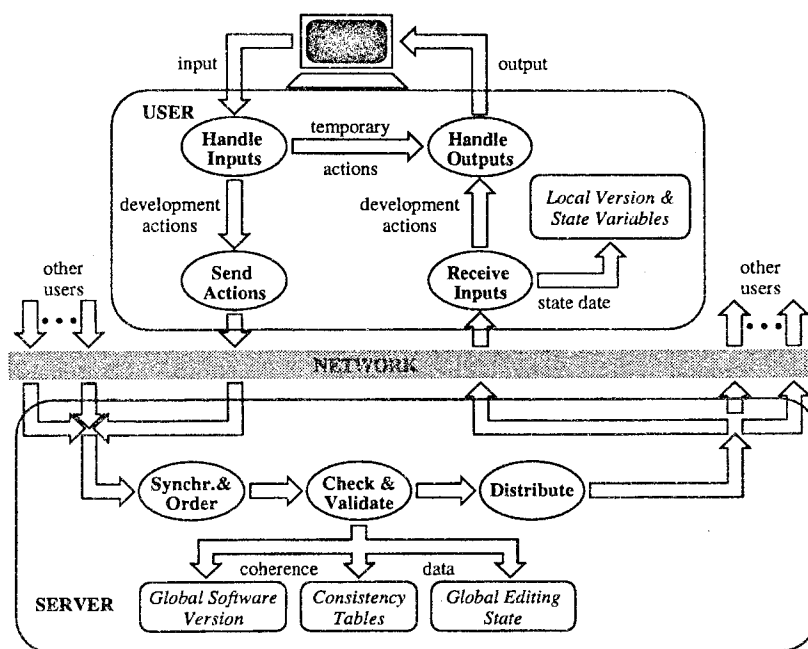 input
output
USER
Handle
Inputs
temporary
actions
Handle
Outputs
development
actions
development
actions
Local Version &
State Variables
Send
Actions
Receive
Inputs
state date
other
users
other
users
NETWORK
Synchr.&
Order
Check &
Validate
Distribute
coherence
data
SERVER
Global Software
Version
Consistency
Tables
Global Editing
State